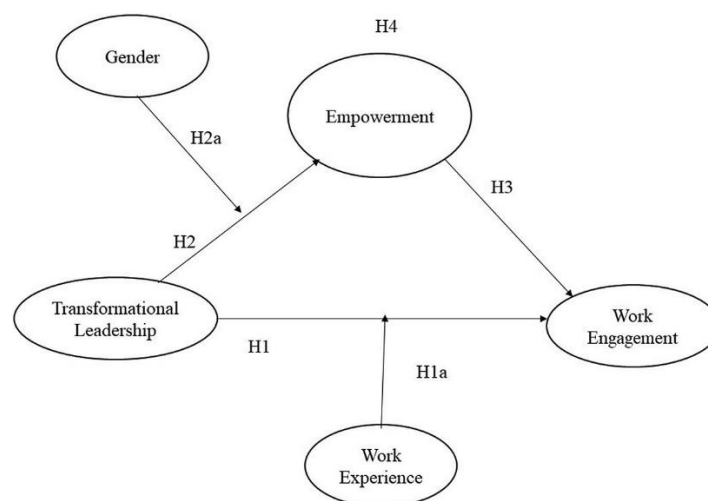 H4
Gender
Empowerment
H2a
H3
H2
Transformational
Leadership
Work
Engagement
H1
H1a
Work
Experience